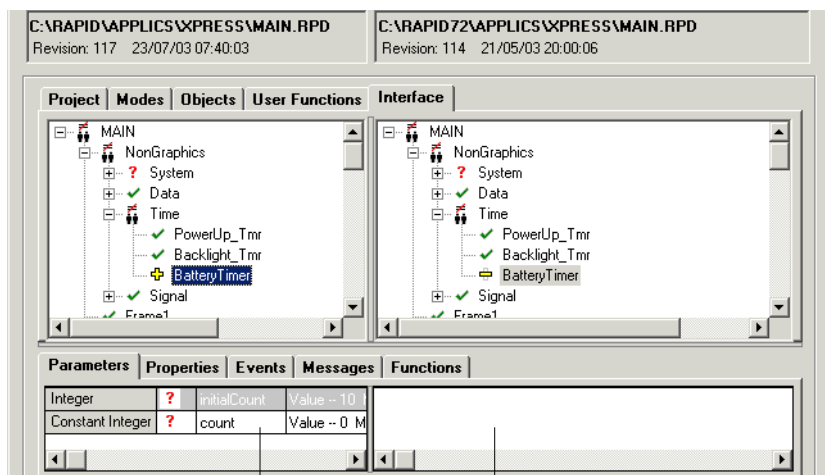 C:\RAPID\APPLICS\XPRESS\MAIN.RPD
Revision: 117 23/07/03 07:40:03
C:\RAPID72\APPLICS\XPRESS\MAIN.RPD
Revision: 114 21/05/03 20:00:06
Project Modes Objects User Functions Interface
MAIN
NonGraphics
? System
Data
Time
PowerUp_Tmr
Backlight_Tmr
BatteryTimer
Signal
Frame1
MAIN
NonGraphics
? System
Data
Time
PowerUp_Tmr
Backlight_Tmr
BatteryTimer
Signal
Frame1
Parameters Properties Events Messages Functions
Integer ? initialCount Value -- 10
Constant Integer ? count Value -- 0 M